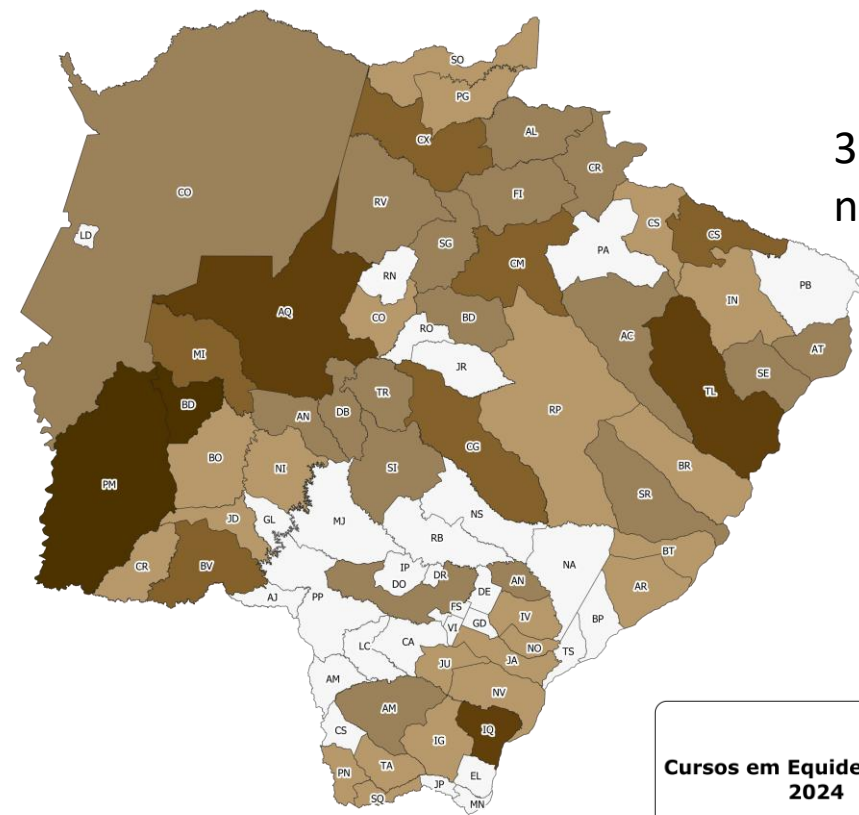 SO
PG
CX
AL
3
CR
n
CO
RV
FI
CS
CS
LD
SG
CM
PA
RN
PB
AQ
IN
CO
BD
RO
AC
AT
MI
JR
SE
BD
TR
TL
AN
DB
RP
PM
BO
NI
CG
BR
SI
SR
JD
GL
MJ
NS
RB
BT
CR
BV
IP
DR
NA
AR
AJ
PP
DO
AN
DE
FS
IV
BP
VI
GD
LC
CA
NO
TS
JU
JA
AM
NV
AM
CS
IG
IQ
PN
TA
EL
SQ
JP
MN
Cursos em Equide
2024